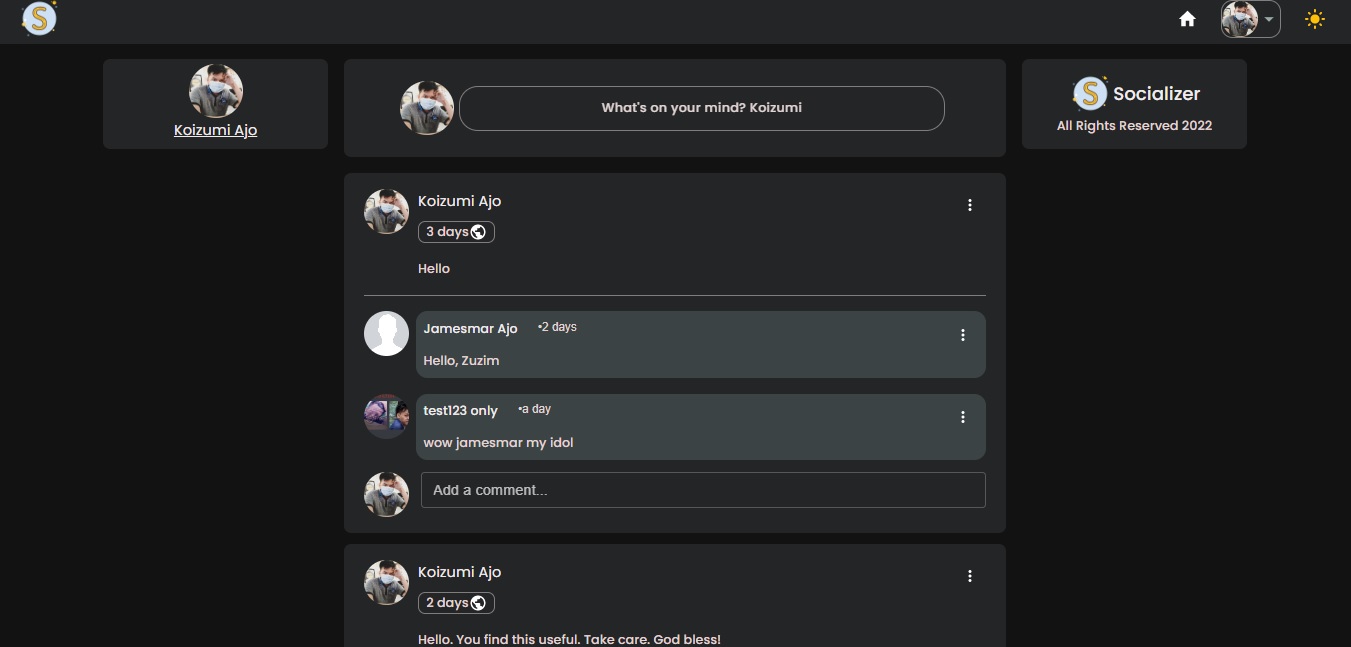 S
Koizumi Ajo
What's on your mind? Koizumi
S Socializer
All Rights Reserved 2022
Koizumi Ajo
3 days
Hello
Jamesmar Ajo •2 days
Hello, Zuzim
test123 only •a day
wow jamesmar my idol
Add a comment...
Koizumi Ajo
2 days
Hello. You find this useful. Take care. God bless!